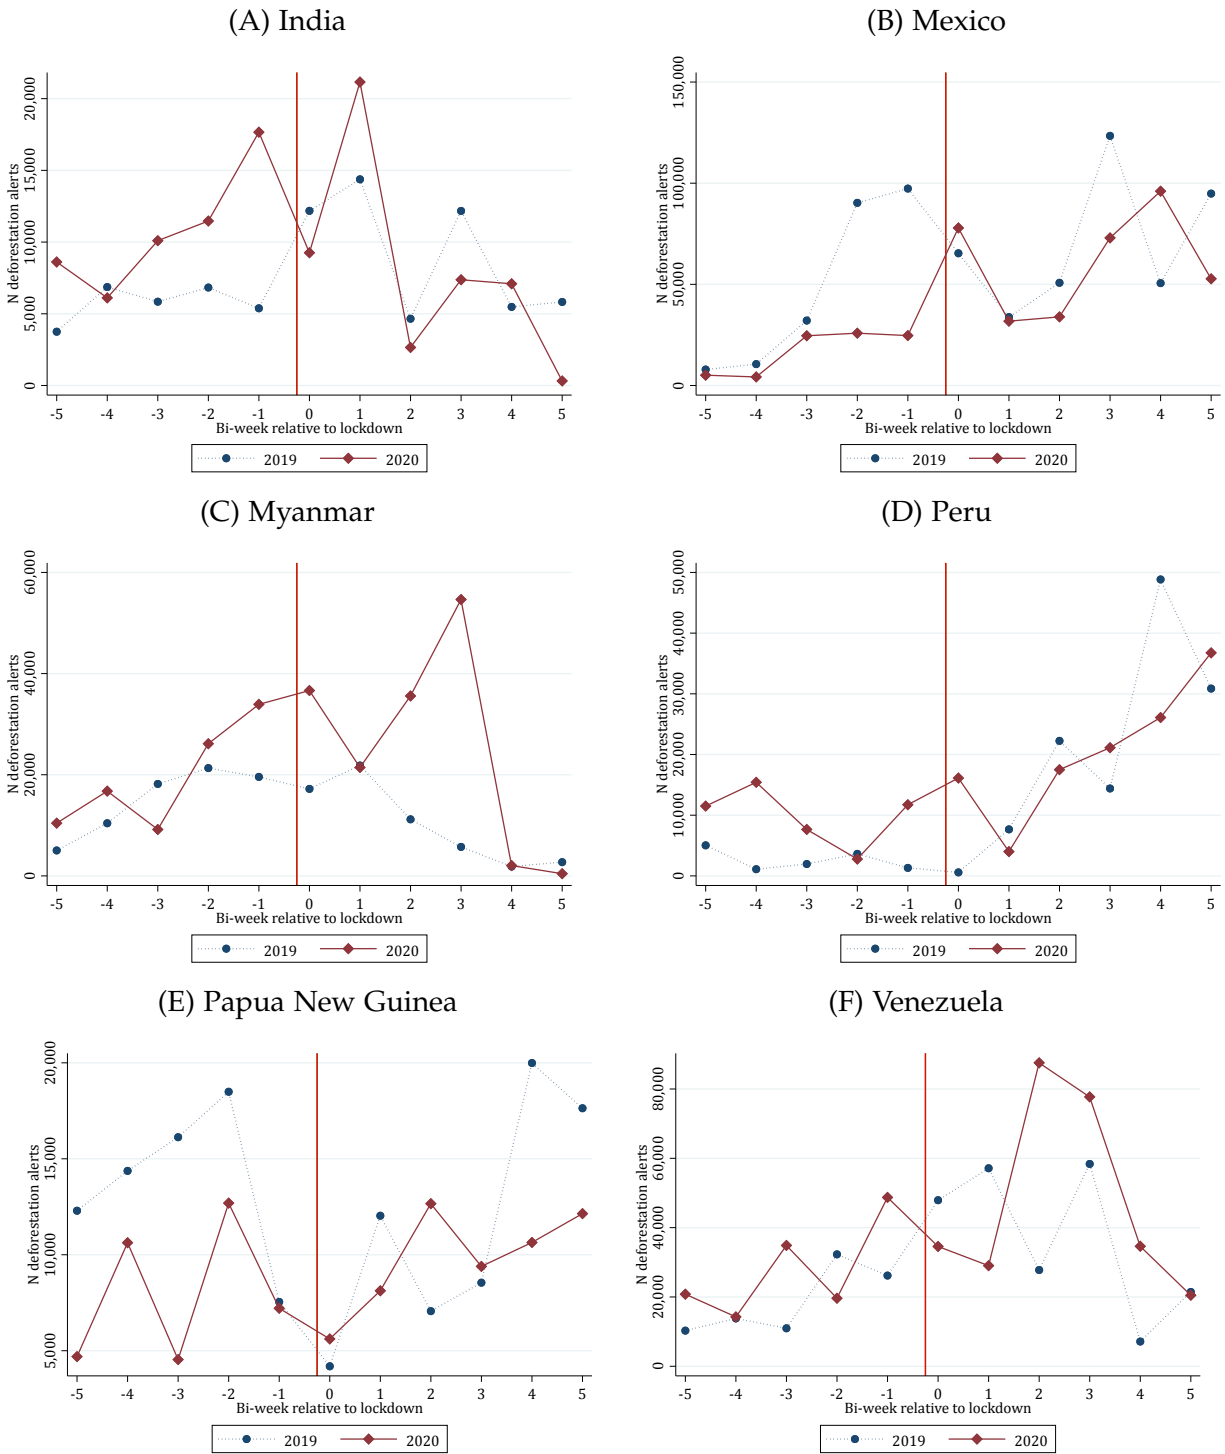 (A) India
N deforestation alerts
20,000
15,000
10,000
5,000
0
-5 -4 -3 -2 -1 0 1 2 3 4 5
Bi-week relative to lockdown
2019 2020
(B) Mexico
N deforestation alerts
150,000
100,000
50,000
0
-5 -4 -3 -2 -1 0 1 2 3 4 5
Bi-week relative to lockdown
2019 2020
(C) Myanmar
N deforestation alerts
60,000
40,000
20,000
0
-5 -4 -3 -2 -1 0 1 2 3 4 5
Bi-week relative to lockdown
2019 2020
(D) Peru
N deforestation alerts
50,000
40,000
30,000
20,000
10,000
0
-5 -4 -3 -2 -1 0 1 2 3 4 5
Bi-week relative to lockdown
2019 2020
(E) Papua New Guinea
N deforestation alerts
20,000
15,000
10,000
5,000
-5 -4 -3 -2 -1 0 1 2 3 4 5
Bi-week relative to lockdown
2019 2020
(F) Venezuela
N deforestation alerts
80,000
60,000
40,000
20,000
0
-5 -4 -3 -2 -1 0 1 2 3 4 5
Bi-week relative to lockdown
2019 2020